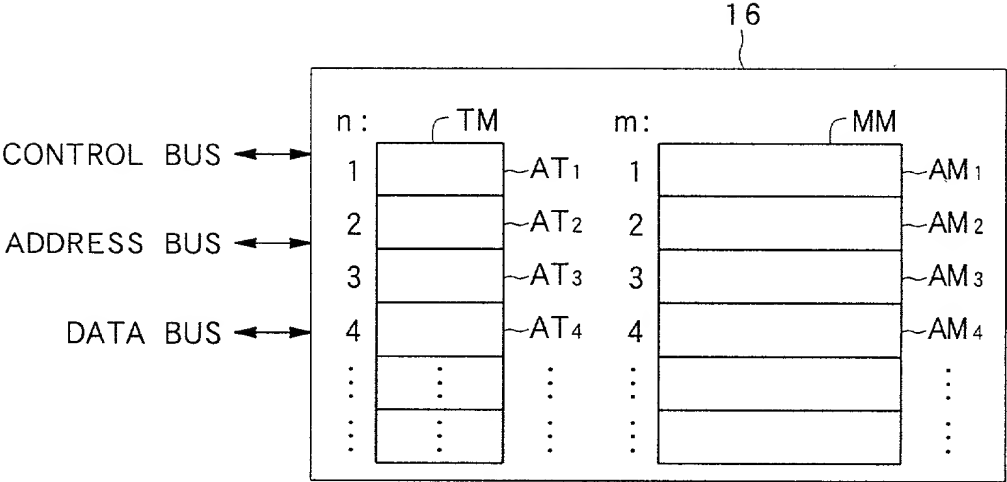 16
n: TM m: MM
CONTROL BUS 1 AT1 1 AM1
2 AT2 2 AM2
ADDRESS BUS
3 AT3 3 AM3
DATA BUS 4 AT4 4 AM4